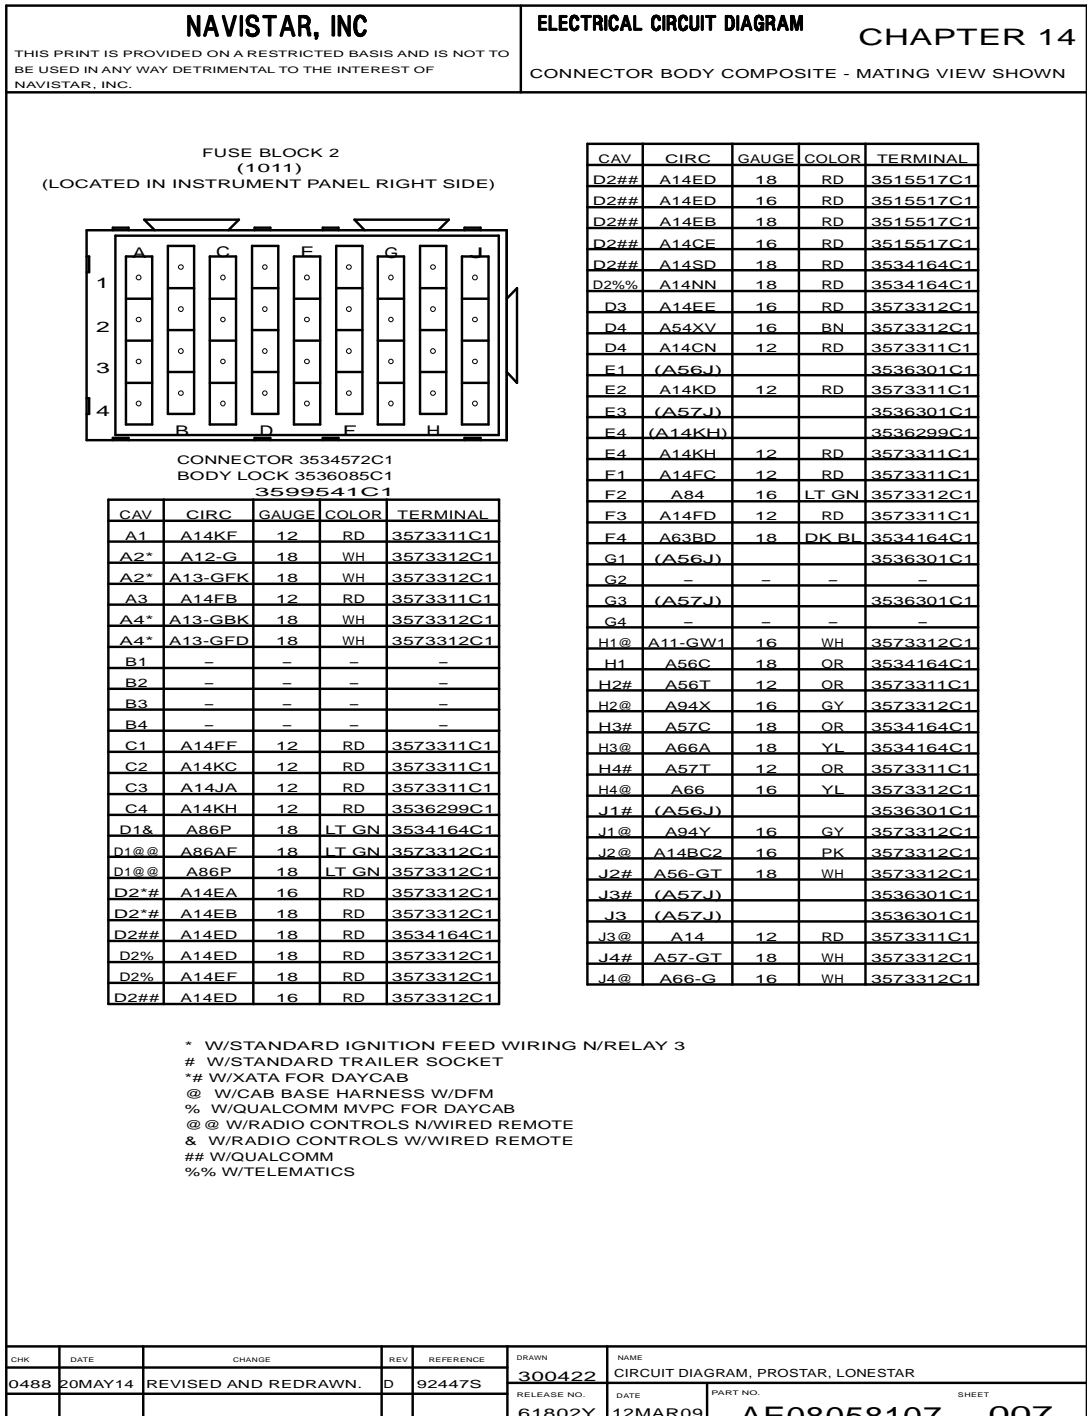 NAVISTAR, INC
THIS PRINT IS PROVIDED ON A RESTRICTED BASIS AND IS NOT TO
BE USED IN ANY WAY DETRIMENTAL TO THE INTEREST OF
NAVISTAR, INC.
ELECTRICAL CIRCUIT DIAGRAM
CHAPTER 14
CONNECTOR BODY COMPOSITE - MATING VIEW SHOWN
FUSE BLOCK 2
(1011)
(LOCATED IN INSTRUMENT PANEL RIGHT SIDE)
A C E G J
1
2
3
4
B D F H
CONNECTOR 3534572C1
BODY LOCK 3536085C1
3599541C1
CAV CIRC GAUGE COLOR TERMINAL
A1 A14KF 12 RD 3573311C1
A2* A12-G 18 WH 3573312C1
A2* A13-GFK 18 WH 3573312C1
A3 A14FB 12 RD 3573311C1
A4* A13-GBK 18 WH 3573312C1
A4* A13-GFD 18 WH 3573312C1
B1 – – – –
B2 – – – –
B3 – – – –
B4 – – – –
C1 A14FF 12 RD 3573311C1
C2 A14KC 12 RD 3573311C1
C3 A14JA 12 RD 3573311C1
C4 A14KH 12 RD 3536299C1
D1& A86P 18 LT GN 3534164C1
D1@@ A86AF 18 LT GN 3573312C1
D1@@ A86P 18 LT GN 3573312C1
D2*# A14EA 16 RD 3573312C1
D2*# A14EB 18 RD 3573312C1
D2## A14ED 18 RD 3534164C1
D2% A14ED 18 RD 3573312C1
D2% A14EF 18 RD 3573312C1
D2## A14ED 16 RD 3573312C1
CAV CIRC GAUGE COLOR TERMINAL
D2## A14ED 18 RD 3515517C1
D2## A14ED 16 RD 3515517C1
D2## A14EB 18 RD 3515517C1
D2## A14CE 16 RD 3515517C1
D2## A14SD 18 RD 3534164C1
D2%% A14NN 18 RD 3534164C1
D3 A14EE 16 RD 3573312C1
D4 A54XV 16 BN 3573312C1
D4 A14CN 12 RD 3573311C1
E1 (A56J) 3536301C1
E2 A14KD 12 RD 3573311C1
E3 (A57J) 3536301C1
E4 (A14KH) 3536299C1
E4 A14KH 12 RD 3573311C1
F1 A14FC 12 RD 3573311C1
F2 A84 16 LT GN 3573312C1
F3 A14FD 12 RD 3573311C1
F4 A63BD 18 DK BL 3534164C1
G1 (A56J) 3536301C1
G2 – – – –
G3 (A57J) 3536301C1
G4 – – – –
H1@ A11-GW1 16 WH 3573312C1
H1 A56C 18 OR 3534164C1
H2# A56T 12 OR 3573311C1
H2@ A94X 16 GY 3573312C1
H3# A57C 18 OR 3534164C1
H3@ A66A 18 YL 3534164C1
H4# A57T 12 OR 3573311C1
H4@ A66 16 YL 3573312C1
J1# (A56J) 3536301C1
J1@ A94Y 16 GY 3573312C1
J2@ A14BC2 16 PK 3573312C1
J2# A56-GT 18 WH 3573312C1
J3# (A57J) 3536301C1
J3 (A57J) 3536301C1
J3@ A14 12 RD 3573311C1
J4# A57-GT 18 WH 3573312C1
J4@ A66-G 16 WH 3573312C1
* W/STANDARD IGNITION FEED WIRING N/RELAY 3
# W/STANDARD TRAILER SOCKET
*# W/XATA FOR DAYCAB
@ W/CAB BASE HARNESS W/DFM
% W/QUALCOMM MVPC FOR DAYCAB
@@ W/RADIO CONTROLS N/WIRED REMOTE
& W/RADIO CONTROLS W/WIRED REMOTE
## W/QUALCOMM
%% W/TELEMATICS
CHK DATE CHANGE REV REFERENCE
0488 20MAY14 REVISED AND REDRAWN. D 92447S
DRAWN
300422
NAME
CIRCUIT DIAGRAM, PROSTAR, LONESTAR
RELEASE NO.
61802Y
DATE
12MAR09
PART NO.
AE08058107
SHEET
007